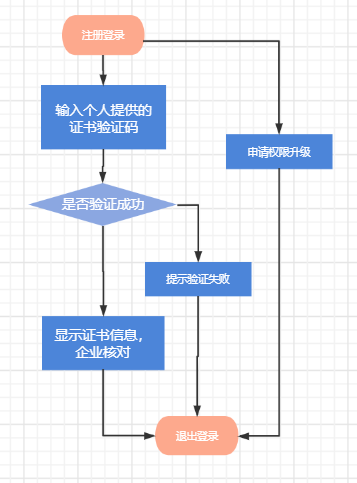 注册登录
输入个人提供的
证书验证码
申请权限升级
是否验证成功
提示验证失败
显示证书信息，
企业核对
退出登录